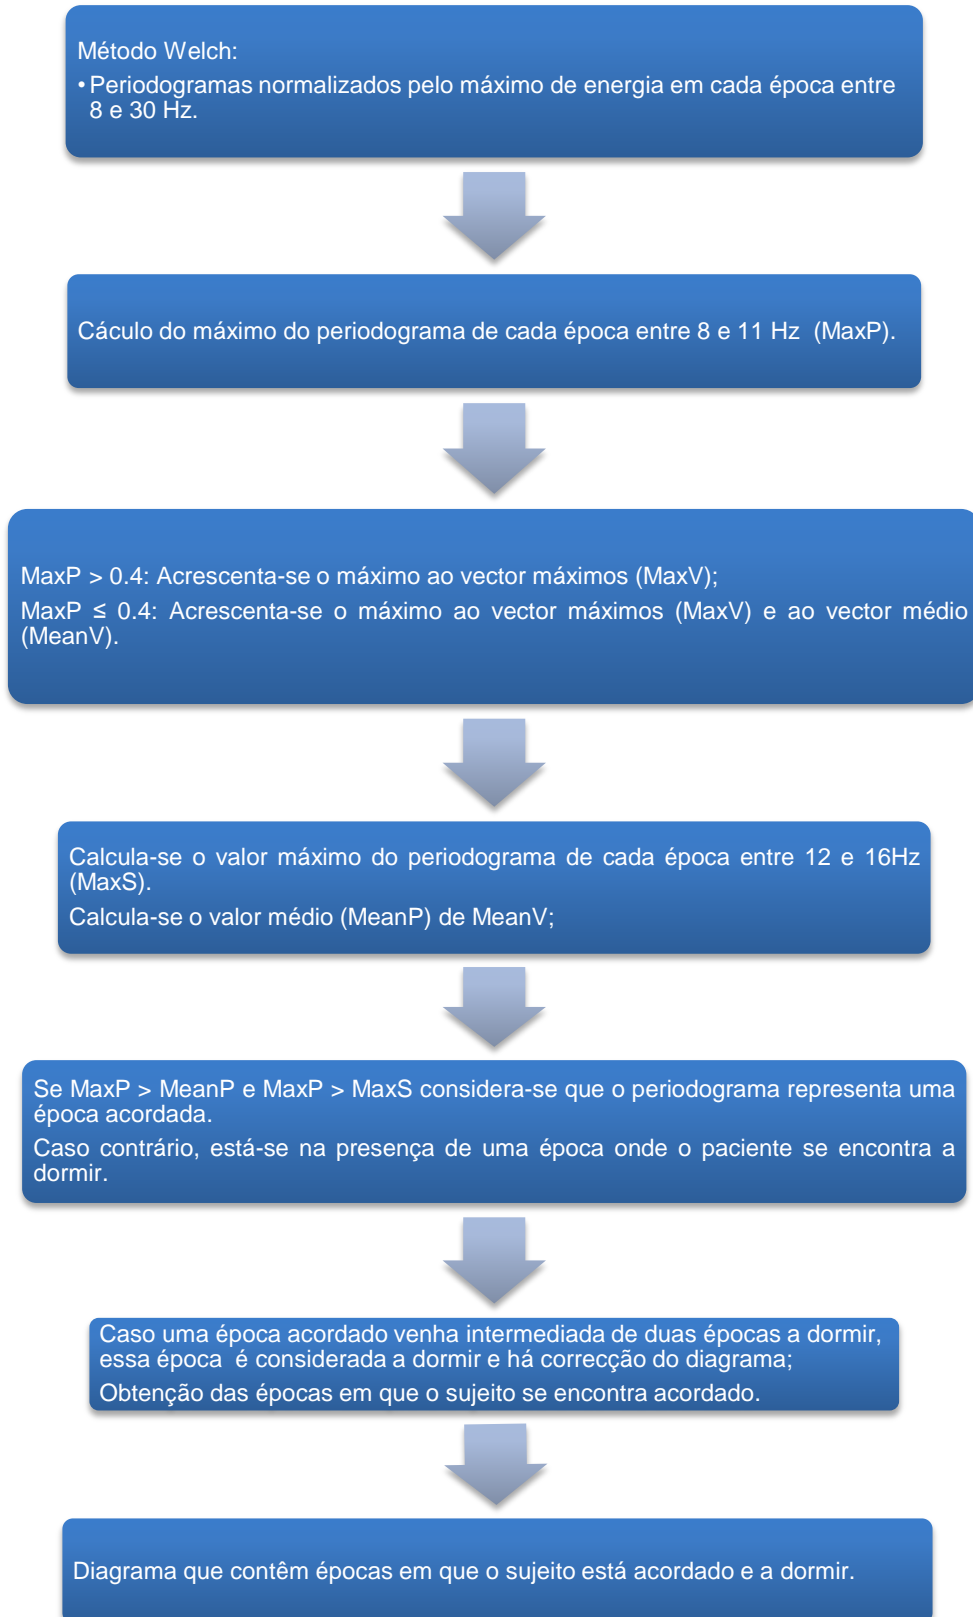 Método Welch:
• Periodogramas normalizados pelo máximo de energia em cada época entre
8 e 30 Hz.
Cáculo do máximo do periodograma de cada época entre 8 e 11 Hz (MaxP).
MaxP > 0.4: Acrescenta-se o máximo ao vector máximos (MaxV);
MaxP ≤ 0.4: Acrescenta-se o máximo ao vector máximos (MaxV) e ao vector médio
(MeanV).
Calcula-se o valor máximo do periodograma de cada época entre 12 e 16Hz
(MaxS).
Calcula-se o valor médio (MeanP) de MeanV;
Se MaxP > MeanP e MaxP > MaxS considera-se que o periodograma representa uma
época acordada.
Caso contrário, está-se na presença de uma época onde o paciente se encontra a
dormir.
Caso uma época acordado venha intermediada de duas épocas a dormir,
essa época é considerada a dormir e há correcção do diagrama;
Obtenção das épocas em que o sujeito se encontra acordado.
Diagrama que contêm épocas em que o sujeito está acordado e a dormir.